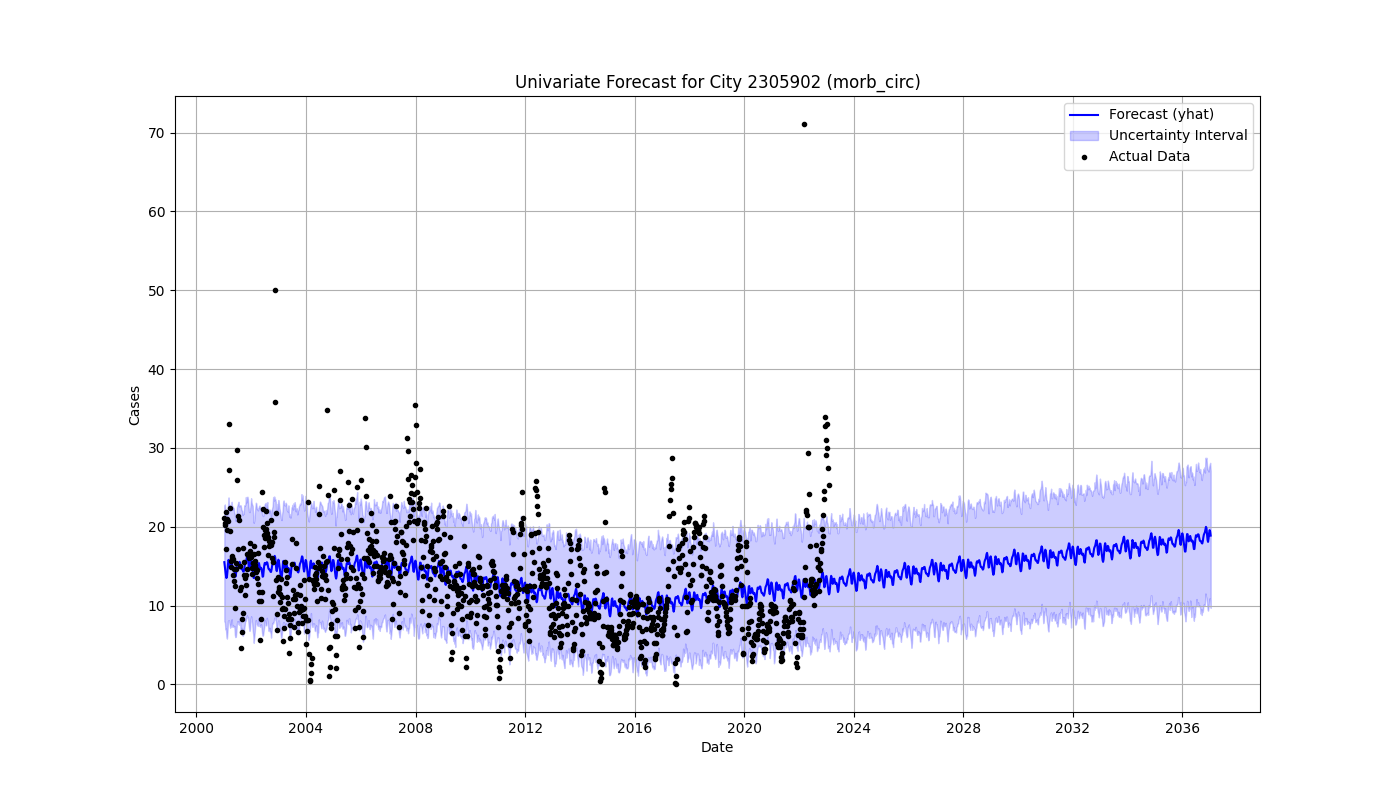 Univariate Forecast for City 2305902 (morb_circ)
Forecast (yhat)
Uncertainty Interval
Actual Data
Cases
70
60
50
40
30
20
10
0
2000 2004 2008 2012 2016 2020 2024 2028 2032 2036
Date